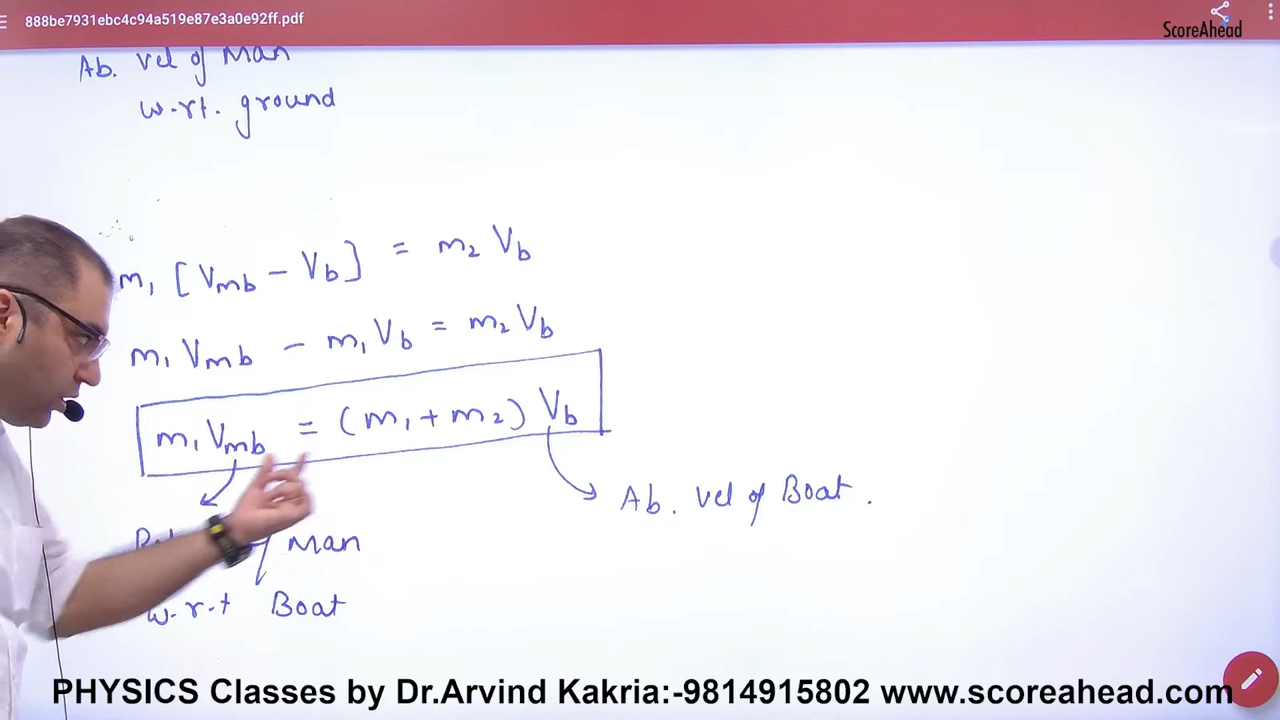 888be7931ebc4c94a519e87e3a0e92ff.pdf
ScoreAhead
Ab. vel of Man
w.r.t. ground
m₁ [Vmb - Vb] = m₂ Vb
m₁ Vmb - m₁ Vb = m₂ Vb
m₁ Vmb = (m₁ + m₂) Vb
Ab. vel of Boat.
of Man
w.r.t Boat
PHYSICS Classes by Dr.Arvind Kakria:-9814915802 www.scoreahead.com